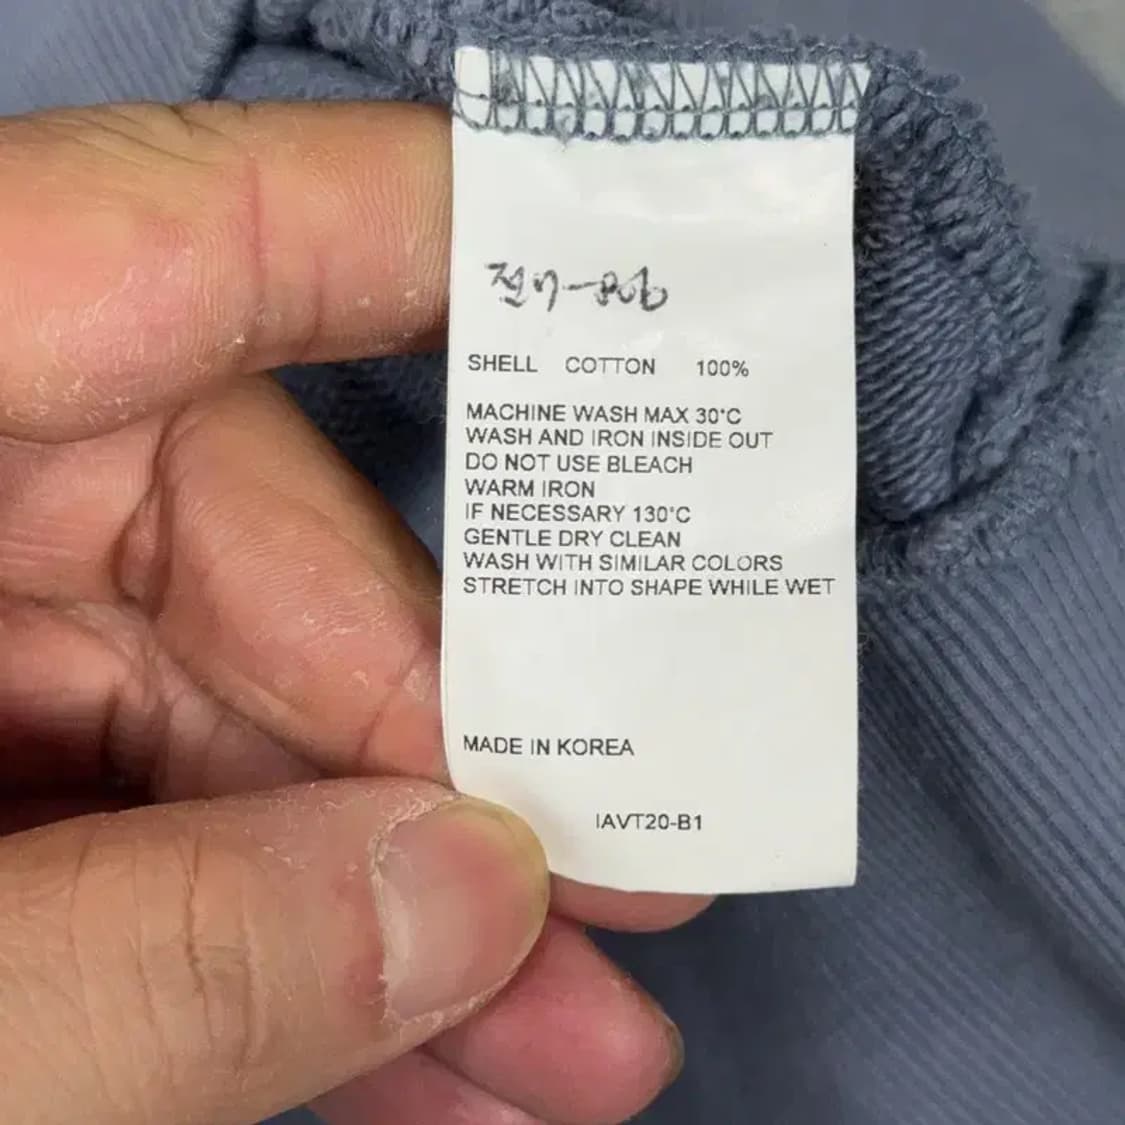 SHELL COTTON 100%
MACHINE WASH MAX 30°C
WASH AND IRON INSIDE OUT
DO NOT USE BLEACH
WARM IRON
IF NECESSARY 130°C
GENTLE DRY CLEAN
WASH WITH SIMILAR COLORS
STRETCH INTO SHAPE WHILE WET
MADE IN KOREA
IAVT20-B1